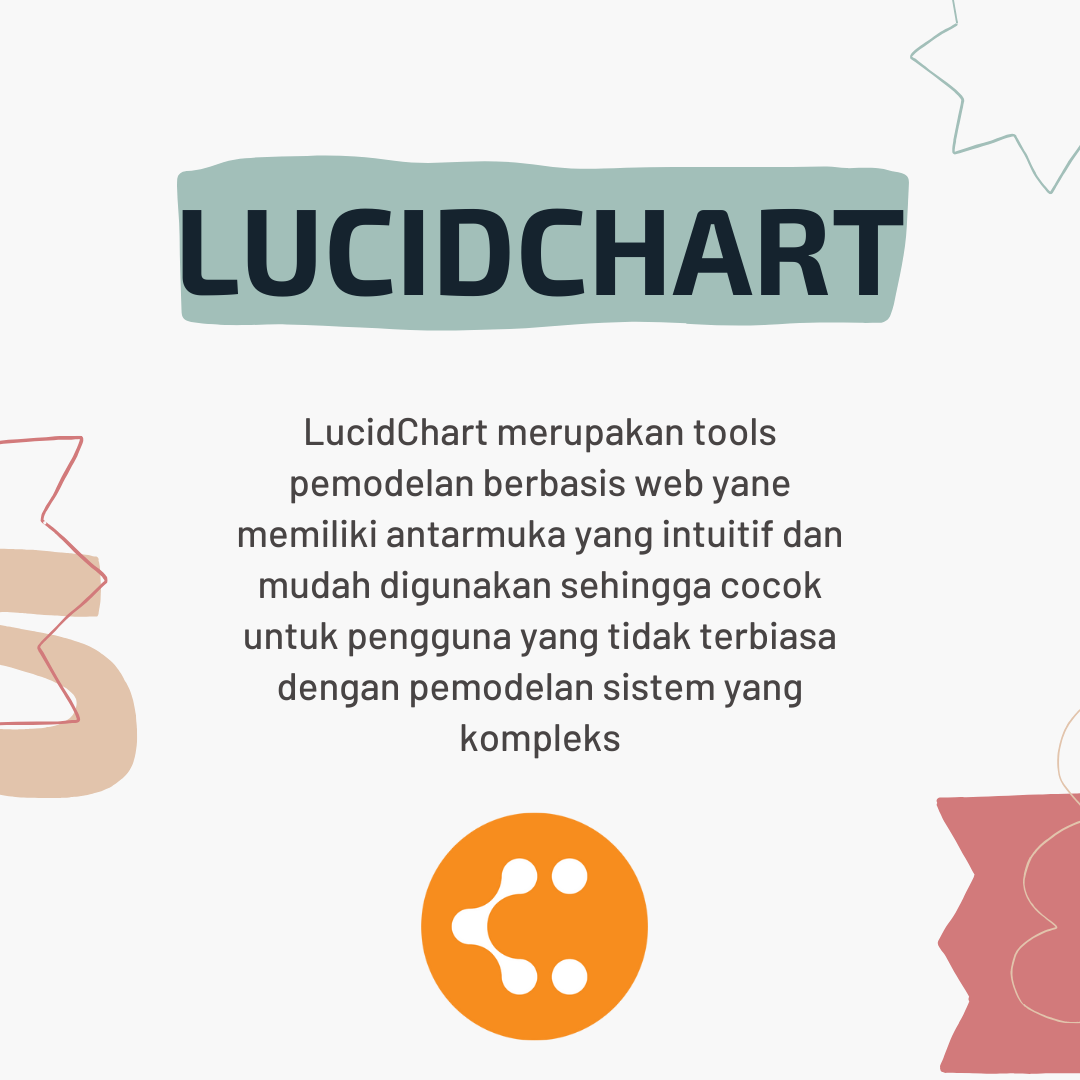 LUCIDCHART
LucidChart merupakan tools
pemodelan berbasis web yane
memiliki antarmuka yang intuitif dan
mudah digunakan sehingga cocok
untuk pengguna yang tidak terbiasa
dengan pemodelan sistem yang
kompleks